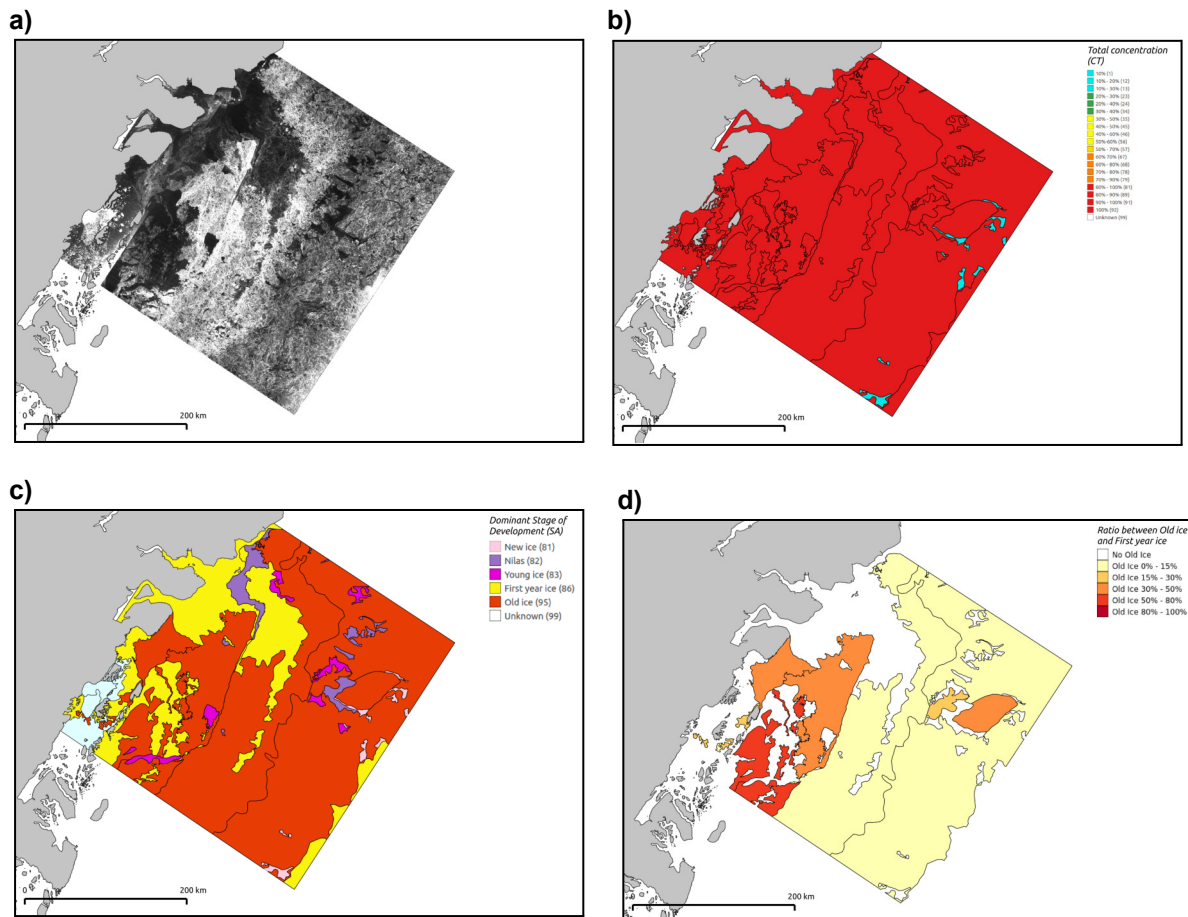 a)
0
200 km
b)
Total concentration
(CT)
10% (1)
10% - 20% (12)
10% - 30% (13)
20% - 30% (23)
20% - 40% (24)
30% - 40% (34)
30% - 50% (35)
40% - 50% (45)
40% - 60% (46)
50%-60% (56)
50% - 70% (57)
60% 70% (67)
60% - 80% (68)
70% - 80% (78)
70% - 90% (79)
80% - 100% (81)
80% - 90% (89)
90% - 100% (91)
100% (92)
Unknown (99)
0
200 km
c)
Dominant Stage of
Development (SA)
New ice (81)
Nilas (82)
Young ice (83)
First year ice (86)
Old ice (95)
Unknown (99)
0
200 km
d)
Ratio between Old ice
and First year ice
No Old Ice
Old Ice 0% - 15%
Old Ice 15% - 30%
Old Ice 30% - 50%
Old Ice 50% - 80%
Old Ice 80% - 100%
0
200 km